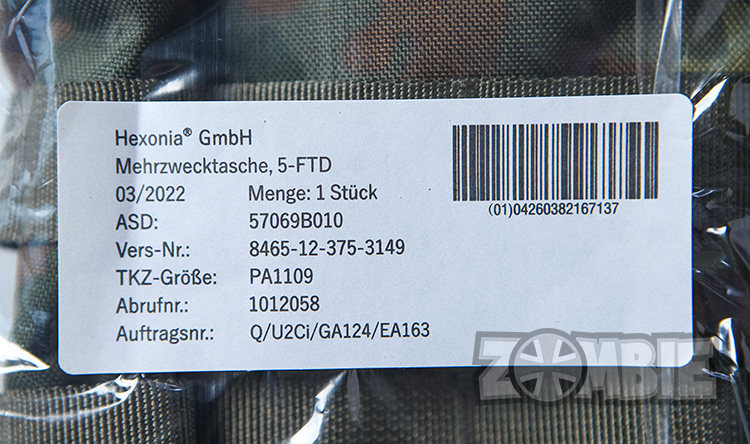 Hexonia® GmbH
Mehrzwecktasche, 5-FTD
03/2022 Menge: 1 Stück
ASD: 57069B010
Vers-Nr.: 8465-12-375-3149
TKZ-Größe: PA1109
Abrufnr.: 1012058
Auftragsnr.: Q/U2Ci/GA124/EA163
(01)04260382167137
ZOMBIE